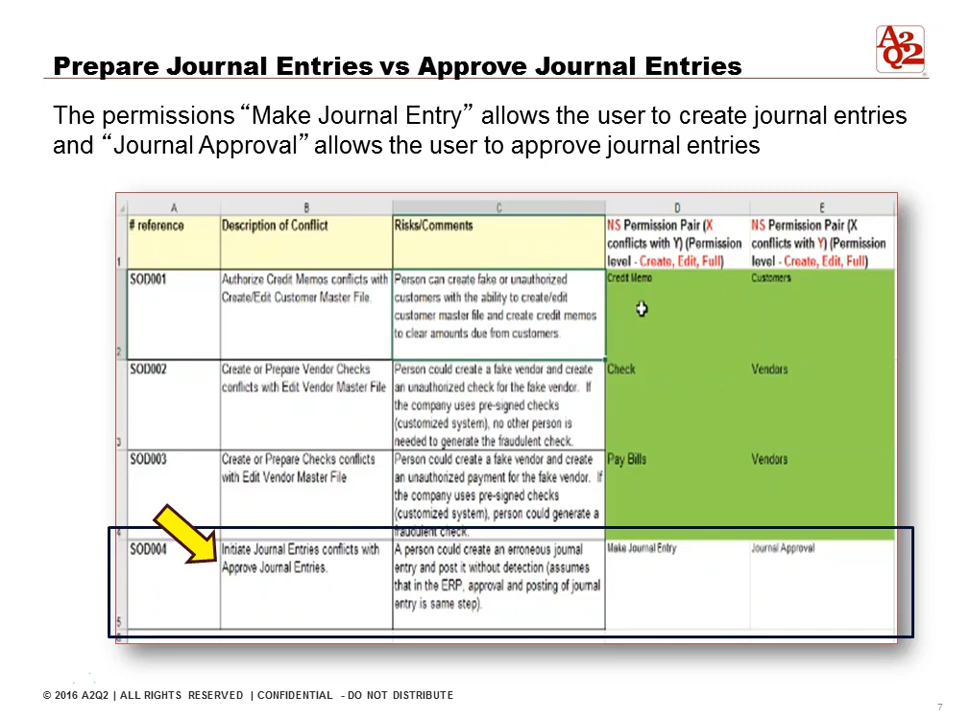 Prepare Journal Entries vs Approve Journal Entries
A2Q2
The permissions “Make Journal Entry” allows the user to create journal entries
and “Journal Approval” allows the user to approve journal entries
A B C D E
1 # reference Description of Conflict Risks/Comments
NS Permission Pair (X
conflicts with Y) (Permission
level - Create, Edit, Full)
NS Permission Pair (X
conflicts with Y) (Permission
level - Create, Edit, Full)
2 SOD001
Authorize Credit Memos conflicts with
Create/Edit Customer Master File.
Person can create fake or unauthorized
customers with the ability to create/edit
customer master file and create credit memos
to clear amounts due from customers.
Credit Memo
Customers
3 SOD002
Create or Prepare Vendor Checks
conflicts with Edit Vendor Master File
Person could create a fake vendor and create
an unauthorized check for the fake vendor. If
the company uses pre-signed checks
(customized system), no other person is
needed to generate the fraudulent check.
Check
Vendors
4 SOD003
Create or Prepare Checks conflicts
with Edit Vendor Master File
Person could create a fake vendor and create
an unauthorized payment for the fake vendor. If
the company uses pre-signed checks
(customized system), person could generate a
fraudulent check.
Pay Bills
Vendors
5 SOD004
Initiate Journal Entries conflicts with
Approve Journal Entries.
A person could create an erroneous journal
entry and post it without detection (assumes
that in the ERP, approval and posting of journal
entry is same step).
Make Journal Entry
Journal Approval
6
© 2016 A2Q2 | ALL RIGHTS RESERVED | CONFIDENTIAL - DO NOT DISTRIBUTE
7